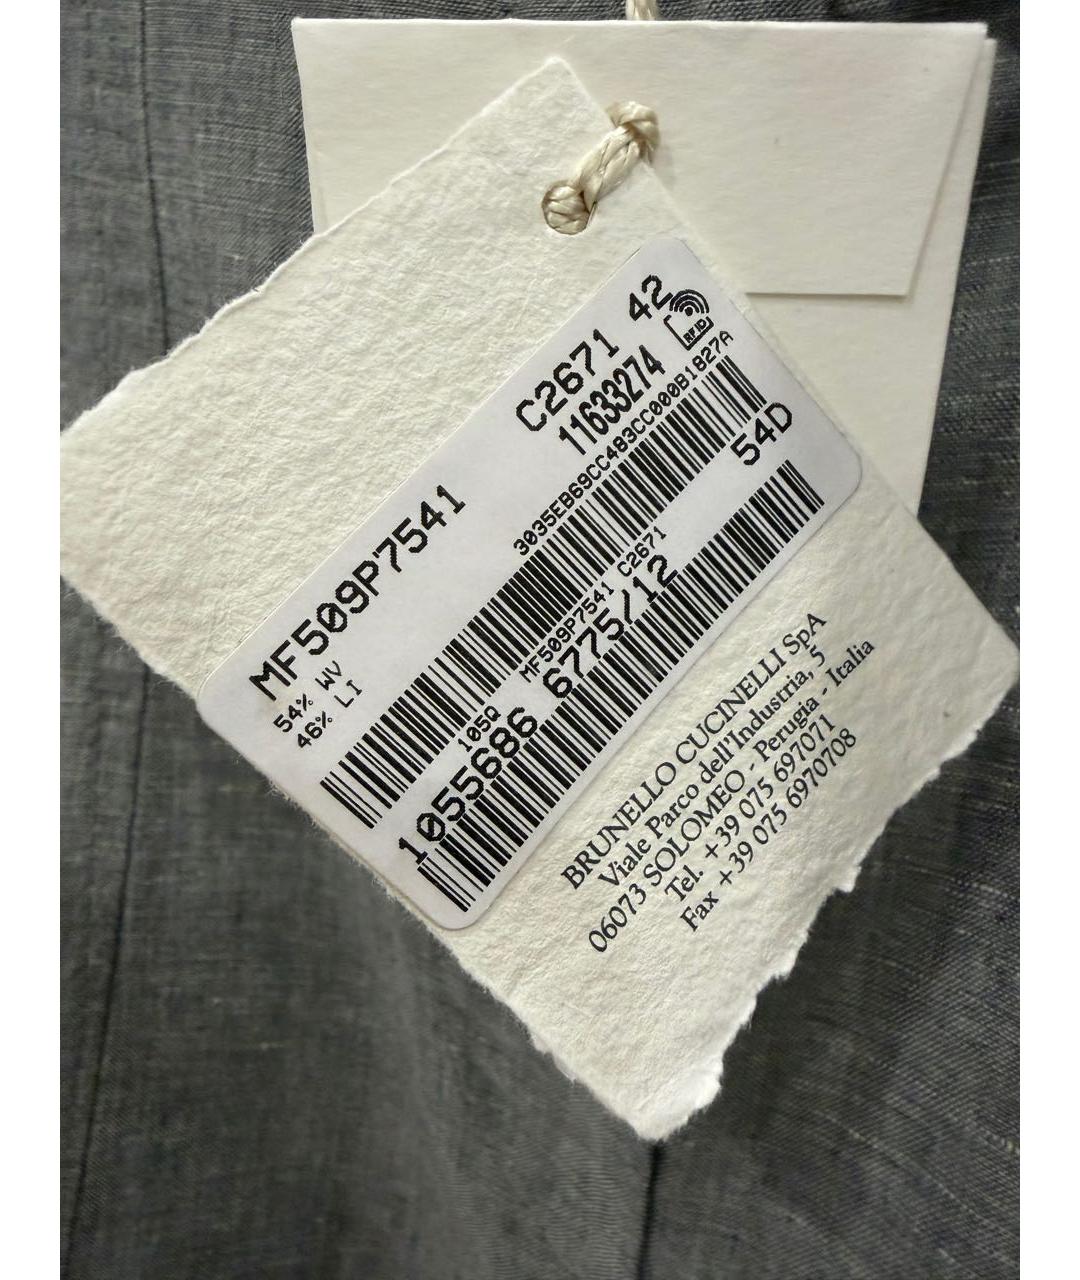 C2671 42
11633274
RFID
MF509P7541
3035EB69CC483CC000B1827A
54% WV
46% LI
54D
MF509P7541 C2671
105Q
1055686 6775/12
BRUNELLO CUCINELLI SpA
Viale Parco dell'Industria, 5
06073 SOLOMEO - Perugia - Italia
Tel. +39 075 697071
Fax +39 075 6970708